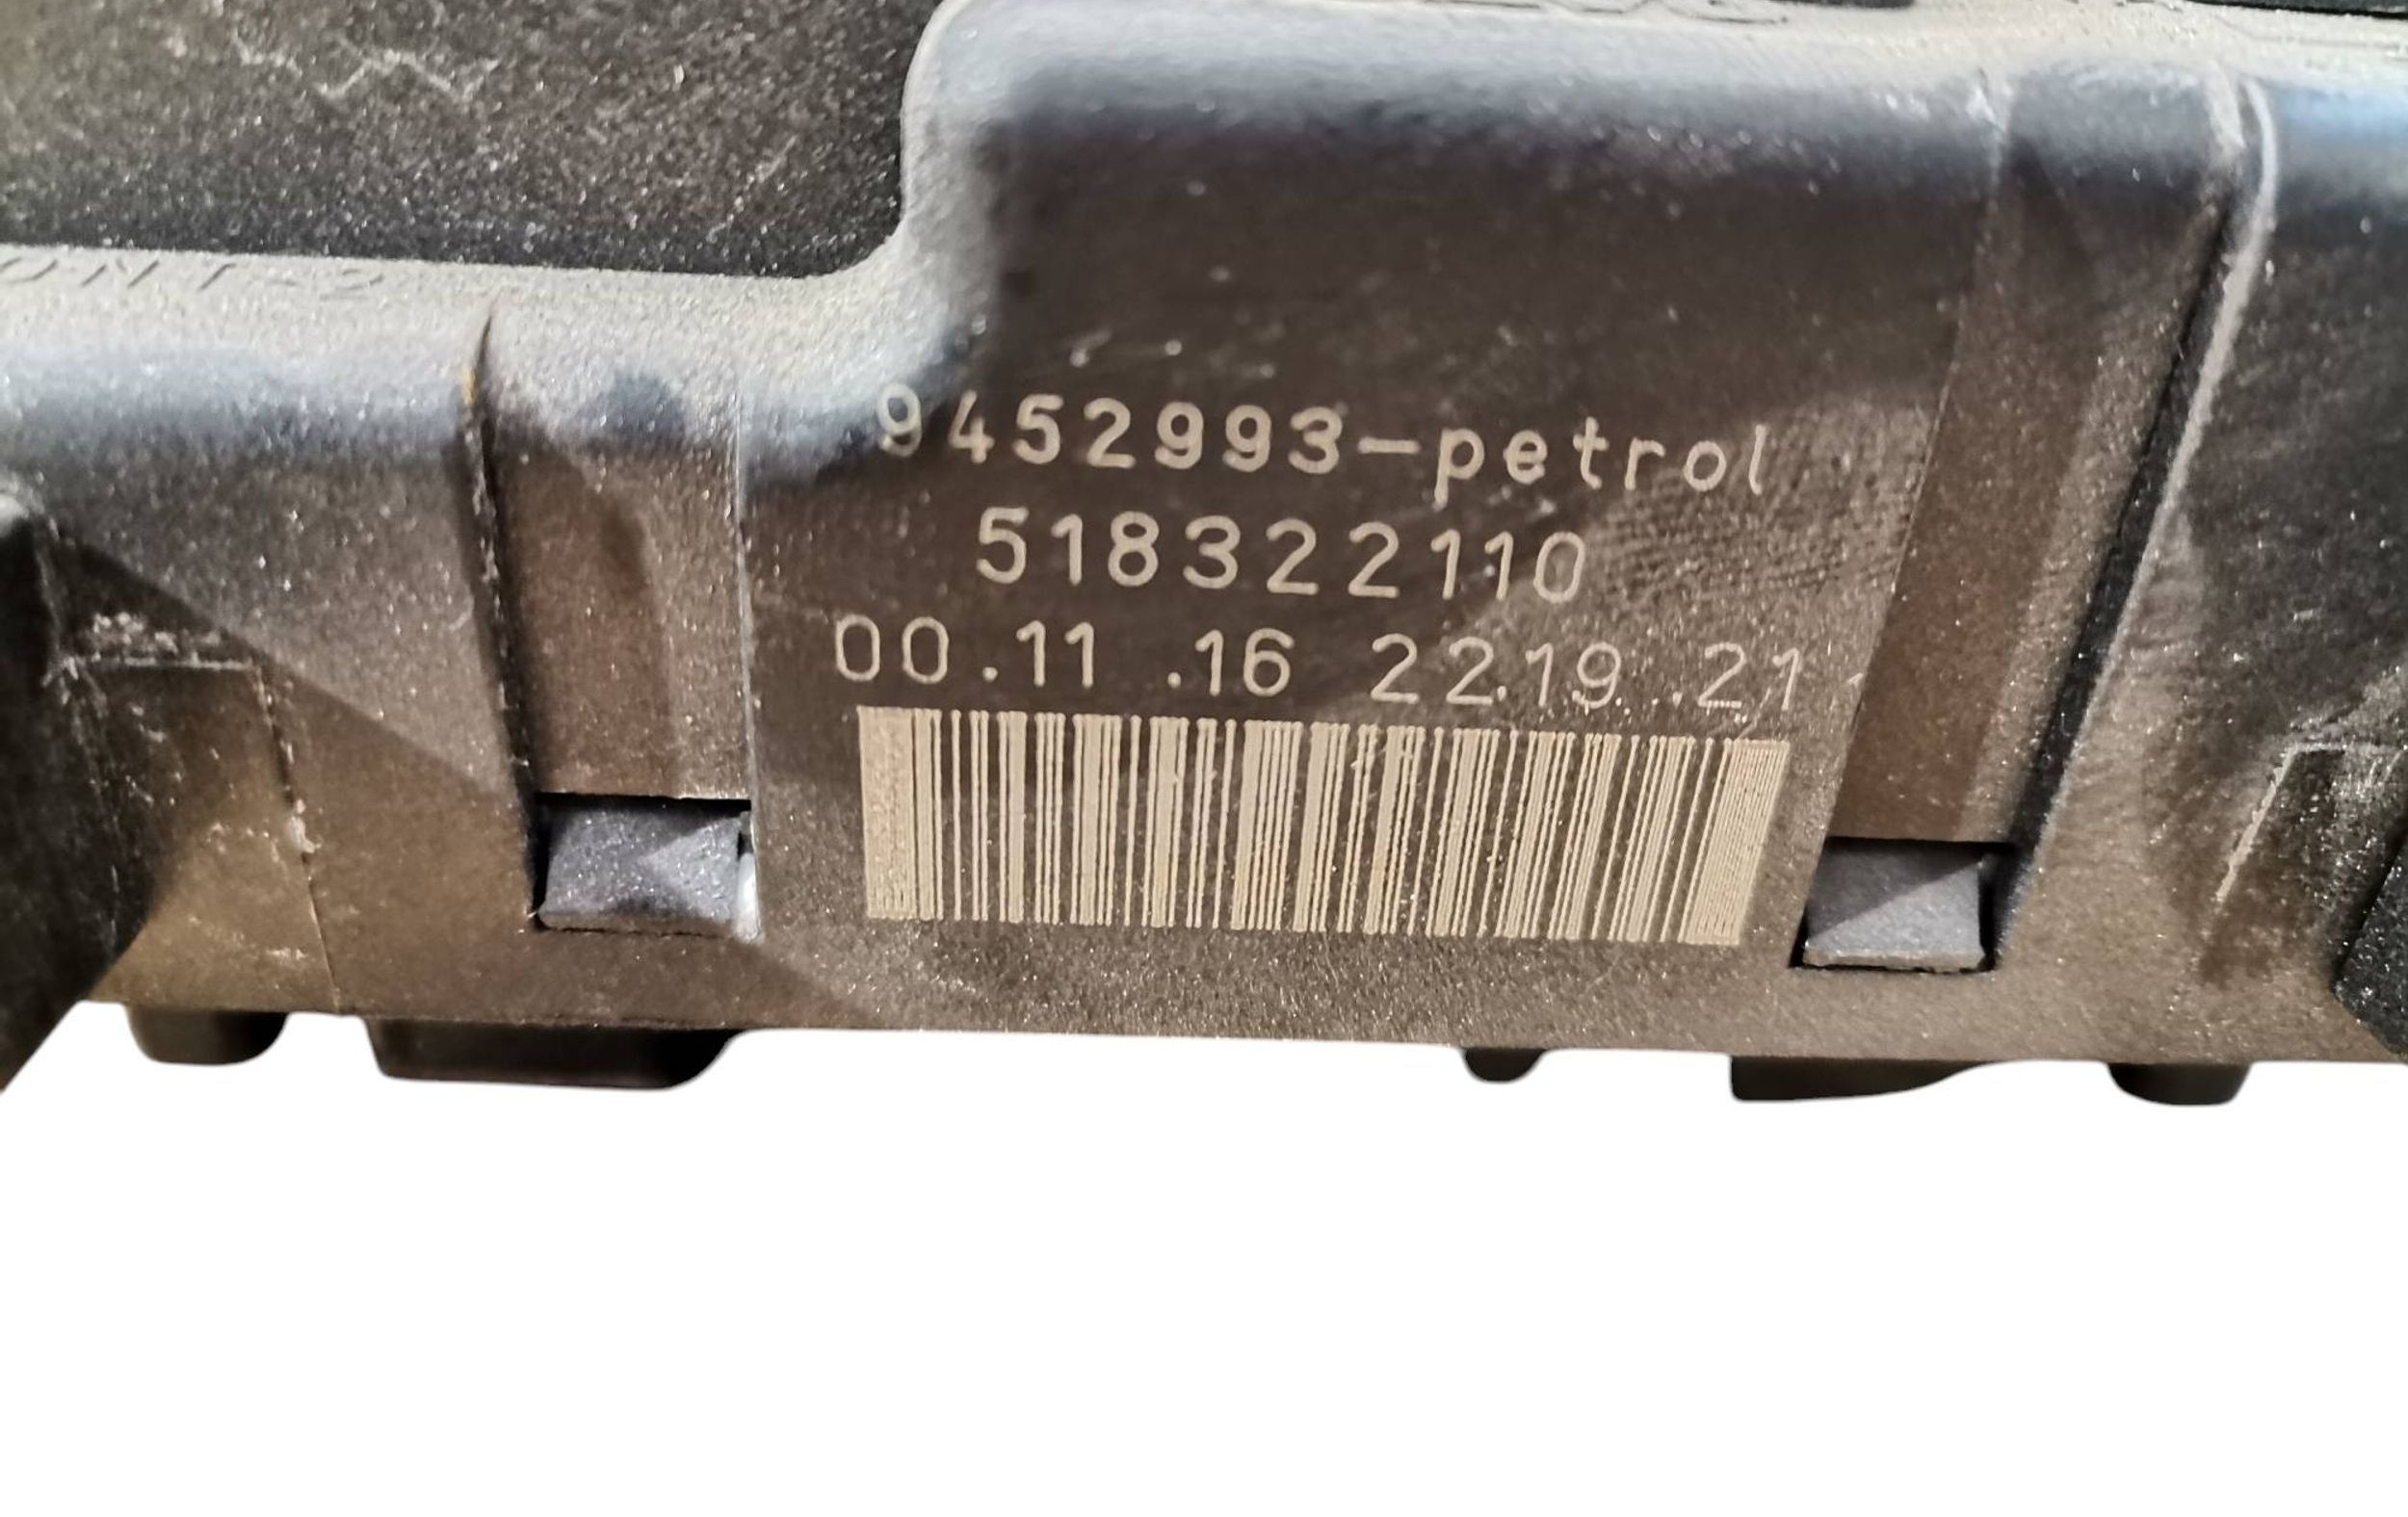 9452993-petrol
518322110
00.11 .16 22.19. .21